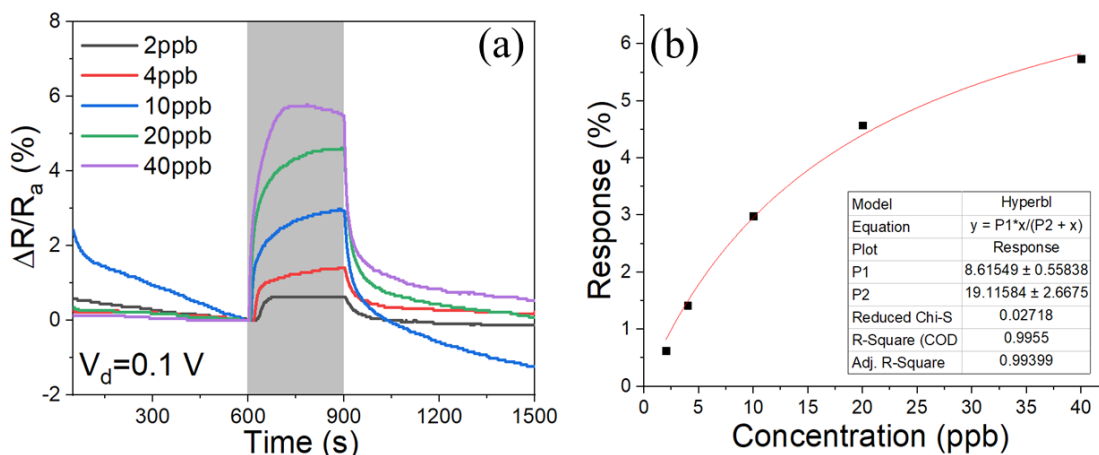 (a)
8
6
4
2
0
-2
ΔR/Rₐ (%)
2ppb
4ppb
10ppb
20ppb
40ppb
V_d=0.1 V
300 600 900 1200 1500
Time (s)
(b)
6
5
4
3
2
1
0
Response (%)
Model Hyperbl
Equation y = P1*x/(P2 + x)
Plot Response
P1 8.61549 ± 0.55838
P2 19.11584 ± 2.6675
Reduced Chi-S 0.02718
R-Square (COD 0.9955
Adj. R-Square 0.99399
0 5 10 15 20 25 30 35 40
Concentration (ppb)